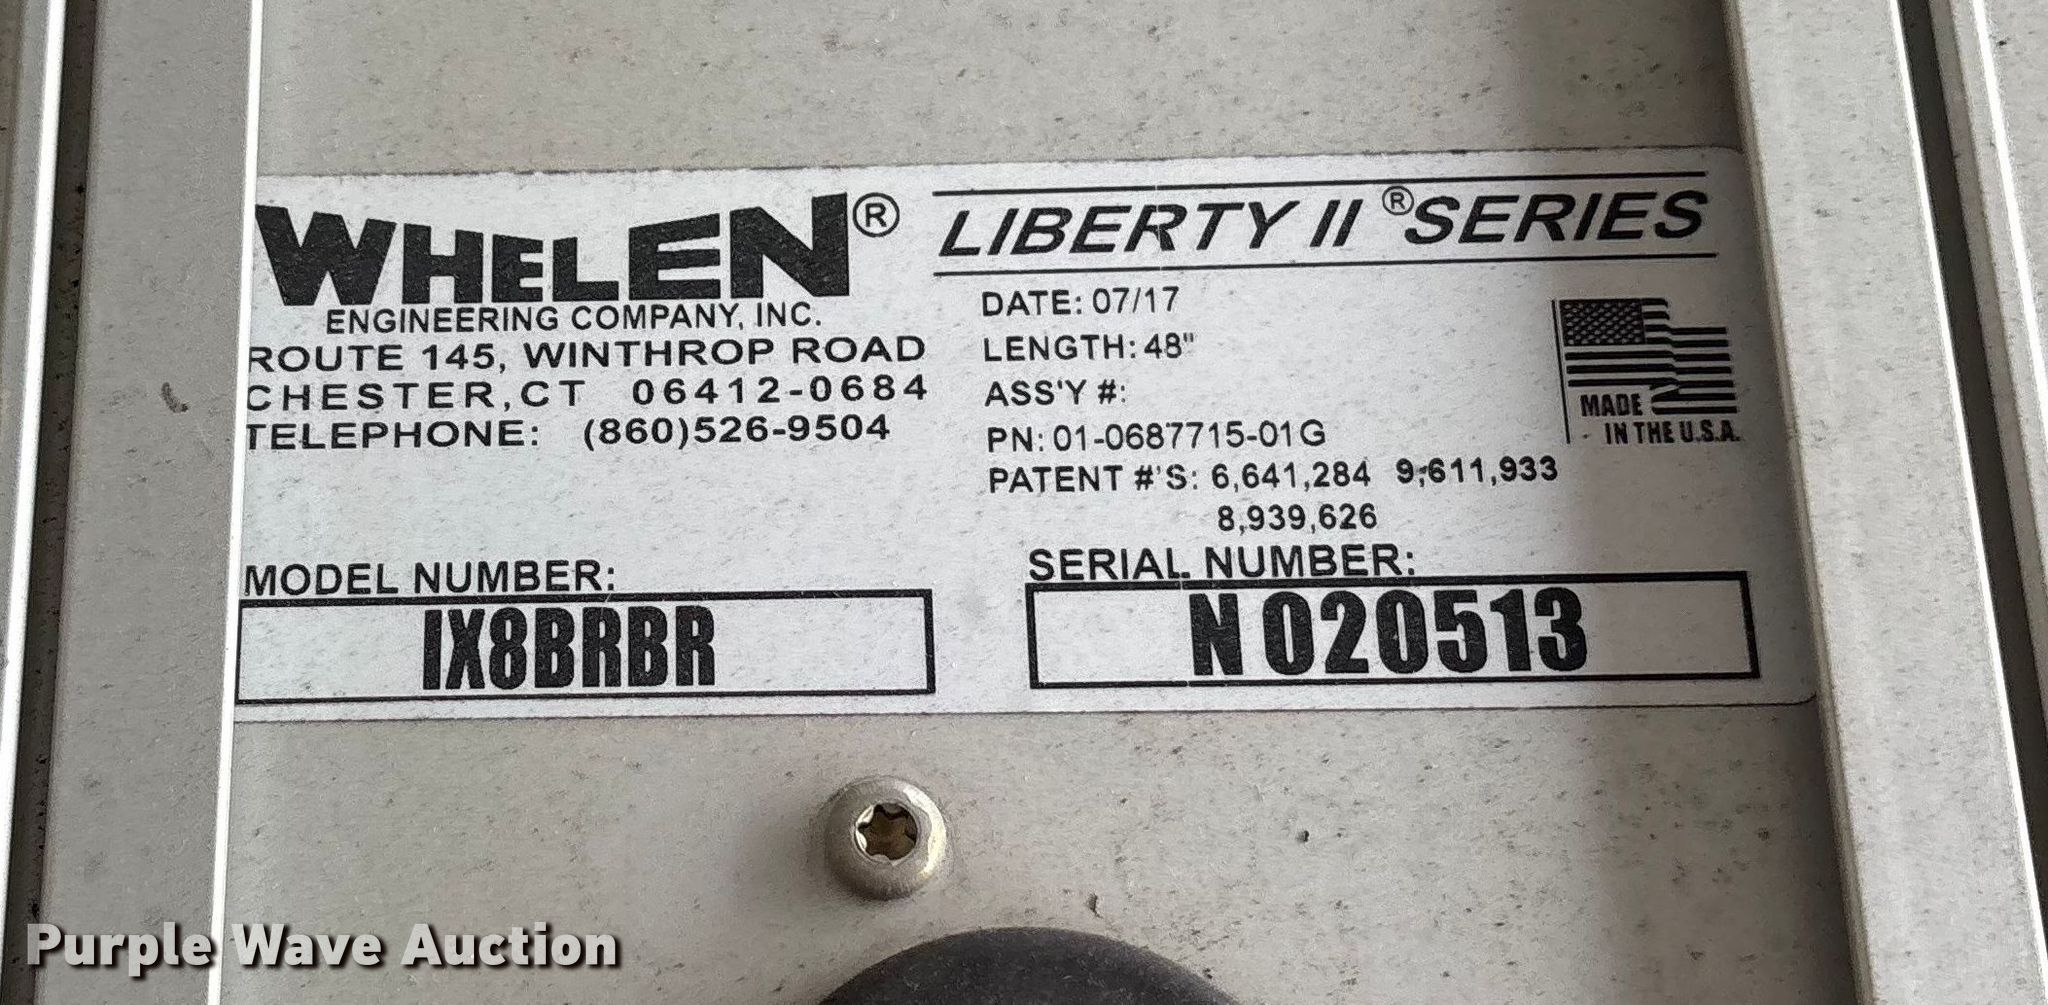 WHELEN®
ENGINEERING COMPANY, INC.
ROUTE 145, WINTHROP ROAD
CHESTER, CT 06412-0684
TELEPHONE: (860)526-9504
LIBERTY II ® SERIES
DATE: 07/17
LENGTH: 48"
ASS'Y #:
PN: 01-0687715-01G
PATENT #'S: 6,641,284 9,611,933
8,939,626
MADE
IN THE U.S.A.
MODEL NUMBER:
IX8BRBR
SERIAL NUMBER:
N020513
Purple Wave Auction